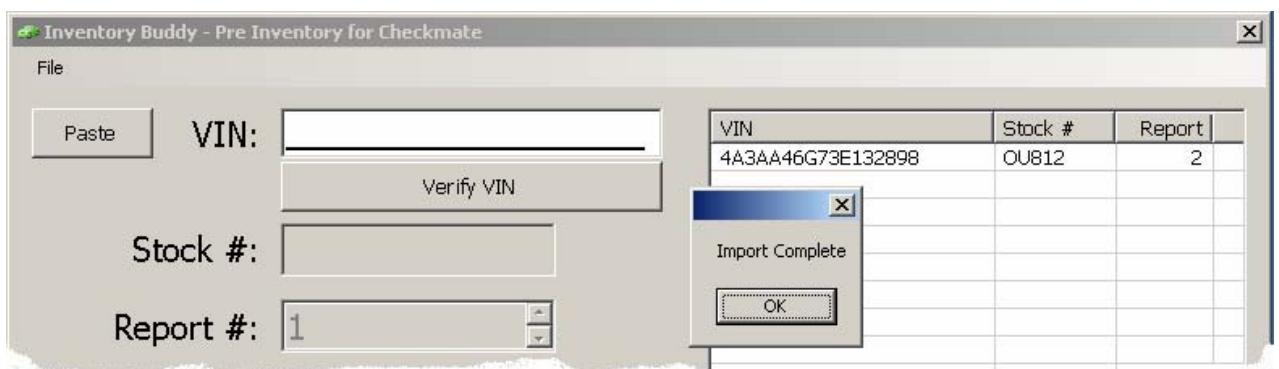 Inventory Buddy - Pre Inventory for Checkmate
File
Paste
VIN:
Verify VIN
Stock #:
Report #:
1
VIN Stock # Report
4A3AA46G73E132898 OU812 2
Import Complete
OK